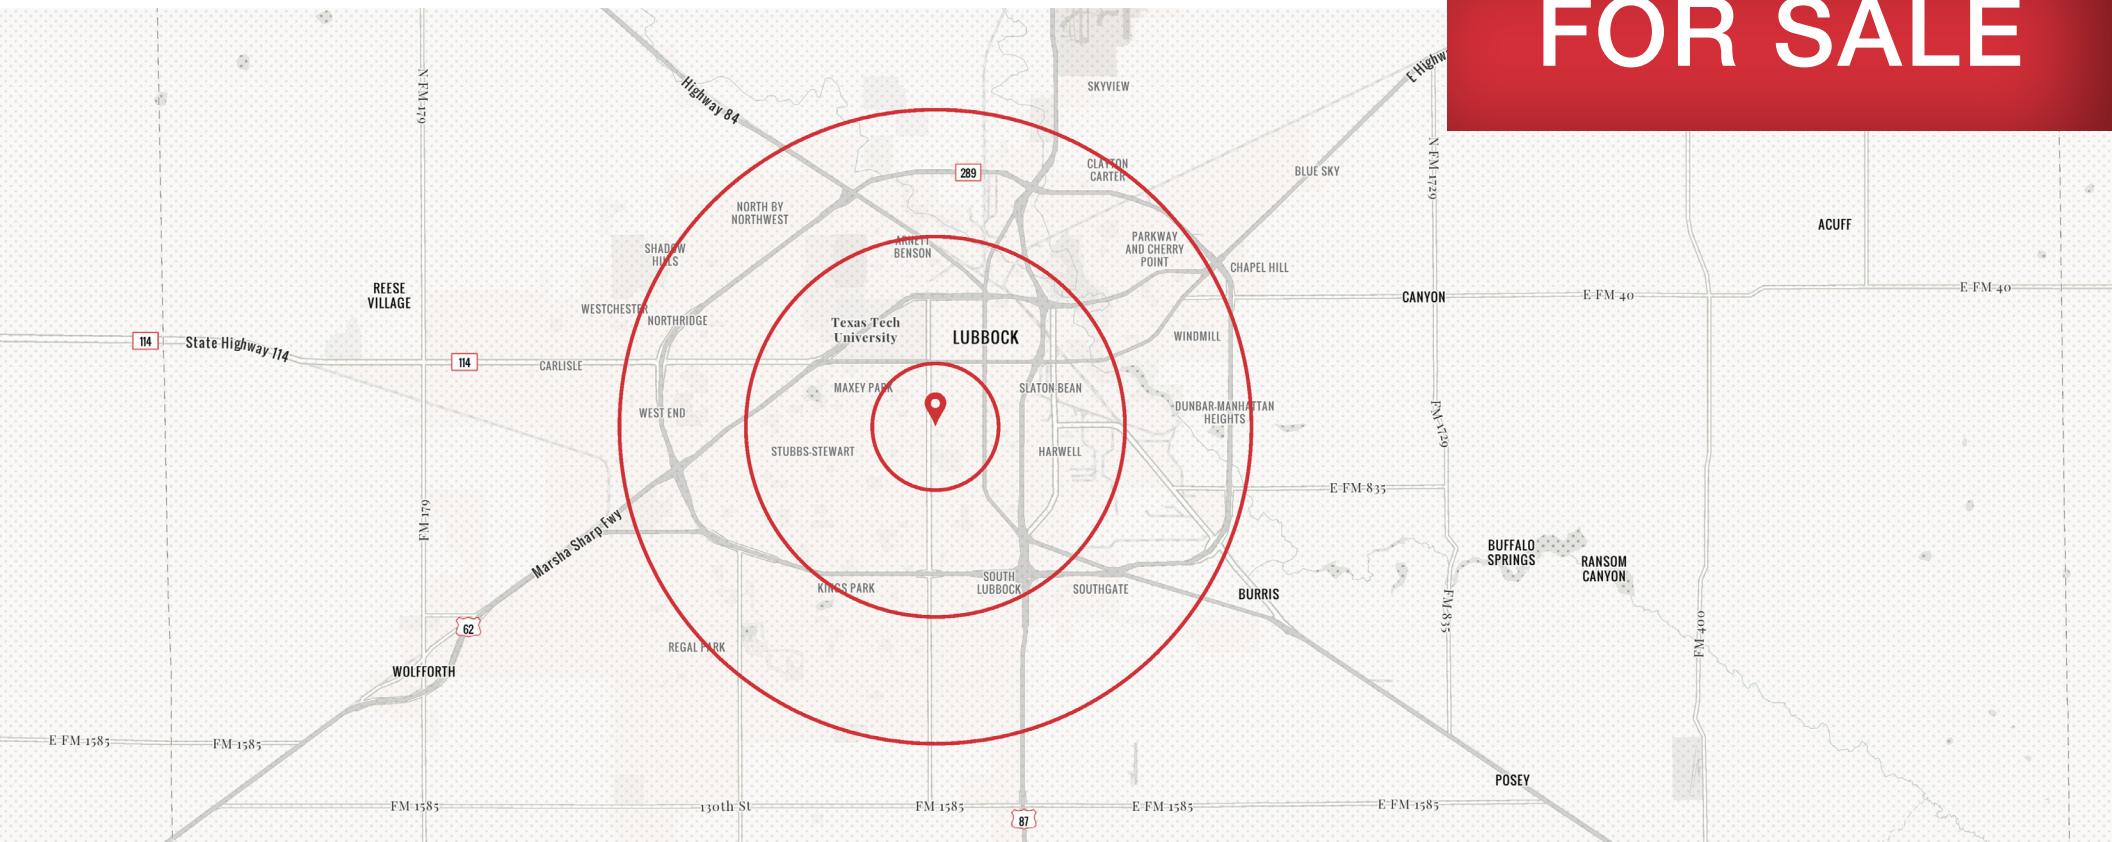 FOR SALE
N FM 179
Highway 84
SKYVIEW
289
CLAYTON
CARTER
BLUE SKY
N FM 1729
ACUFF
NORTH BY
NORTHWEST
SHADOW
HILLS
ARNETT
BENSON
PARKWAY
AND CHERRY
POINT
CHAPEL HILL
REESE
VILLAGE
WESTCHESTER
NORTHRIDGE
CANYON
E FM 40
E FM 40
Texas Tech
University
LUBBOCK
WINDMILL
114
State Highway 114
114
CARLISLE
MAXEY PARK
SLATON BEAN
WEST END
DUNBAR-MANHATTAN
HEIGHTS
FM 1729
STUBBS-STEWART
HARWELL
E FM 835
FM 179
Marsha Sharp Fwy
BUFFALO
SPRINGS
RANSOM
CANYON
KINGS PARK
SOUTH
LUBBOCK
SOUTHGATE
BURRIS
FM 835
62
REGAL PARK
FM 400
WOLFFORTH
E FM 1585
FM 1585
POSEY
FM 1585
130th St
FM 1585
E FM 1585
E FM 1585
87